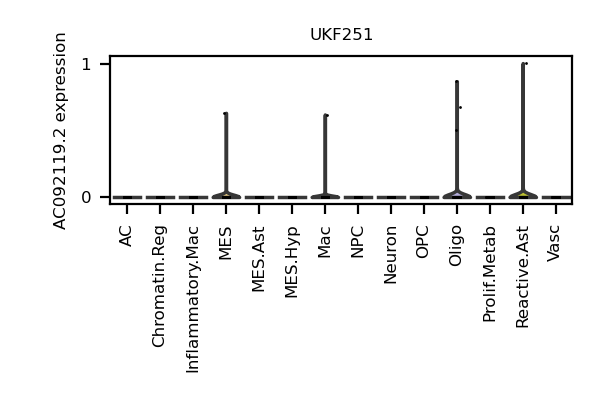 UKF251
AC092119.2 expression
1
0
AC
Chromatin.Reg
Inflammatory.Mac
MES
MES.Ast
MES.Hyp
Mac
NPC
Neuron
OPC
Oligo
Prolif.Metab
Reactive.Ast
Vasc